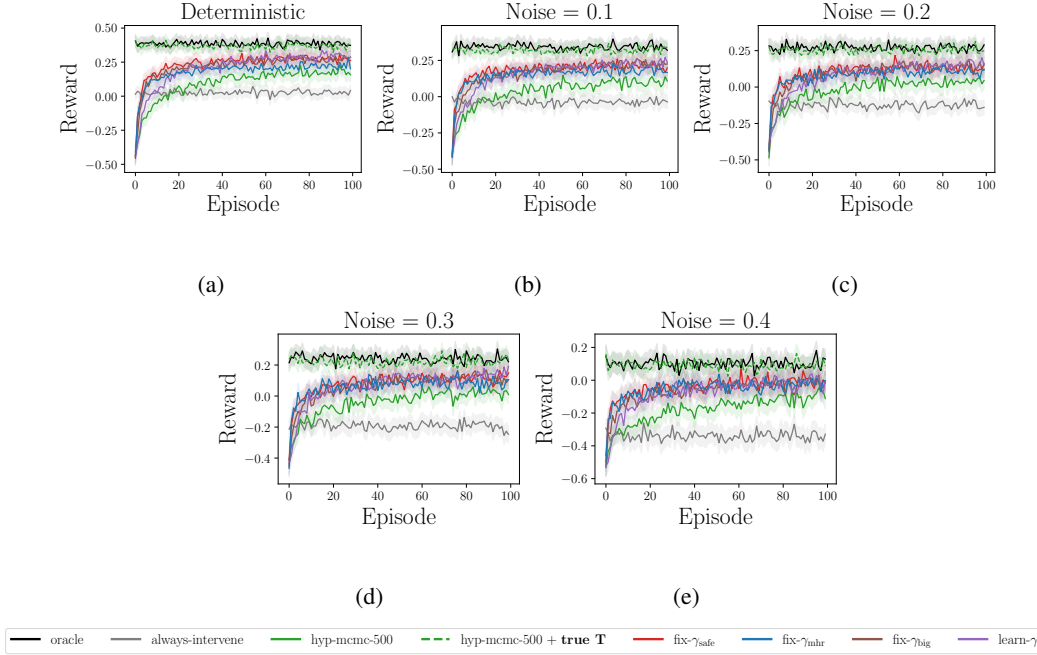 Deterministic
Noise = 0.1
Noise = 0.2
0.50
0.25
0.00
−0.25
−0.50
Reward
0 20 40 60 80 100
Episode
0.25
0.00
−0.25
−0.50
Reward
0 20 40 60 80 100
Episode
0.25
0.00
−0.25
−0.50
Reward
0 20 40 60 80 100
Episode
(a)
(b)
(c)
Noise = 0.3
Noise = 0.4
0.2
0.0
−0.2
−0.4
Reward
0 20 40 60 80 100
Episode
0.2
0.0
−0.2
−0.4
−0.6
Reward
0 20 40 60 80 100
Episode
(d)
(e)
oracle always-intervene hyp-mcmc-500 hyp-mcmc-500 + true T fix-γsafe fix-γmhr fix-γbig learn-γ